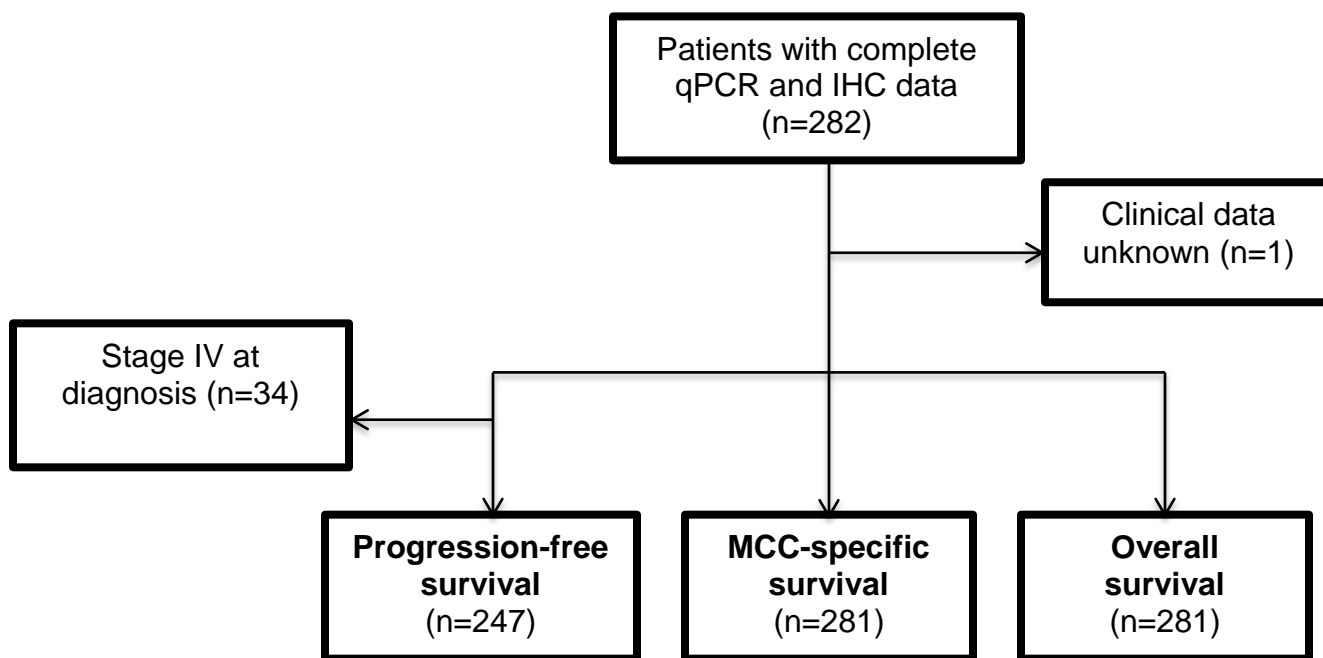 Patients with complete
qPCR and IHC data
(n=282)
Clinical data
unknown (n=1)
Stage IV at
diagnosis (n=34)
Progression-free
survival
(n=247)
MCC-specific
survival
(n=281)
Overall
survival
(n=281)